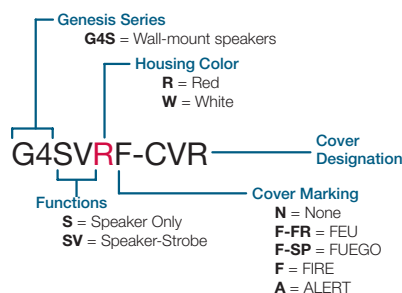 Genesis Series
G4S = Wall-mount speakers
Housing Color
R = Red
W = White
G4SVRF-CVR
Cover
Designation
Functions
S = Speaker Only
SV = Speaker-Strobe
Cover Marking
N = None
F-FR = FEU
F-SP = FUEGO
F = FIRE
A = ALERT